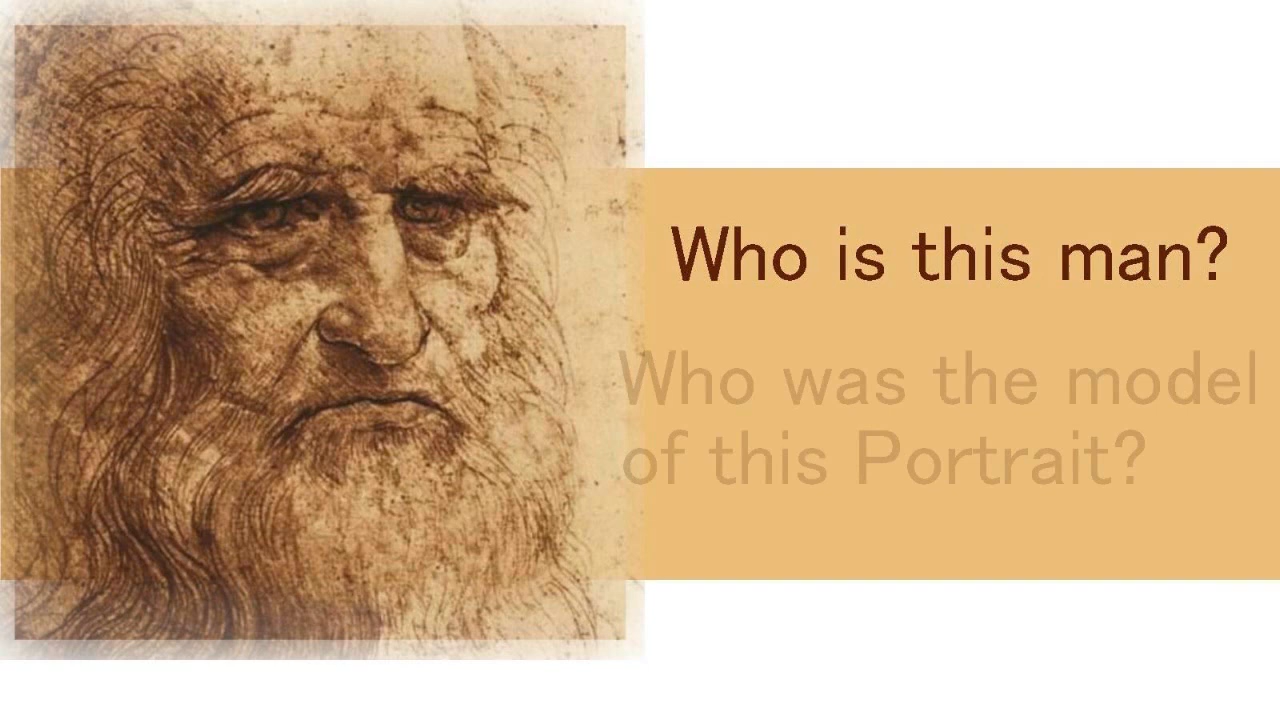 Who is this man?
Who was the model
of this Portrait?